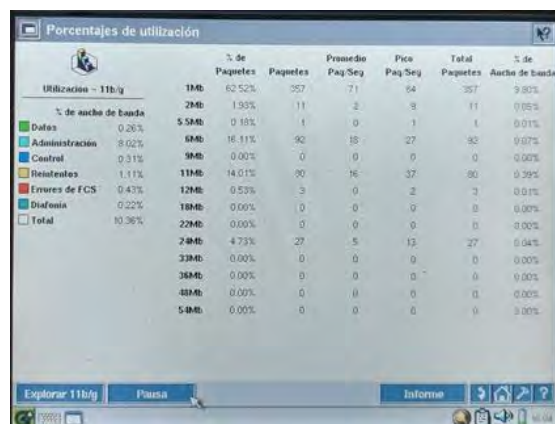 Porcentajes de utilización
Utilización - 11b/g
% de ancho de banda
Datos 0.26%
Administración 8.02%
Control 0.31%
Reintentos 1.11%
Errores de FCS 0.43%
Diafonía 0.22%
Total 10.36%
% de Promedio Pico Total % de
Paquetes Paquetes Paq/Seg Paq/Seg Paquetes Ancho de banda
1Mb 62.52% 357 71 84 357
2Mb 1.93% 11 2 11
5.5Mb 0.18% 1 0 1 1 0.01%
6Mb 16.11% 92 18 27 92 0.07%
9Mb 0.00% 0 0 0 0 0.00%
11Mb 14.01% 80 16 37 80 0.39%
12Mb 0.53% 3 0 2 3 0.01%
18Mb 0.00% 0 0 0 0 0.00%
22Mb 0.00% 0 0 0 0 0.00%
24Mb 4.73% 27 5 13 27 0.04%
33Mb 0.00% 0 0 0 0 0.00%
36Mb 0.00% 0 0 0 0 0.00%
48Mb 0.00% 0 0 0 0 0.00%
54Mb 0.00% 0 0 0 0
Explorar 11b/g Pausa Informe